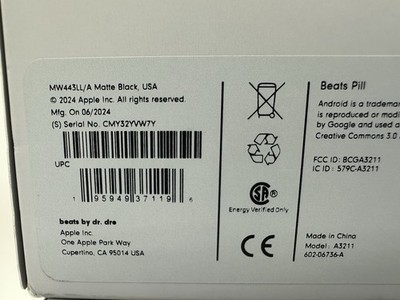 MW443LL/A Matte Black, USA
© 2024 Apple Inc. All rights reserved.
Mfg. On 06/2024
(S) Serial No. CMY32YVW7Y
UPC
1 95949 37119 6
beats by dr. dre
Apple Inc.
One Apple Park Way
Cupertino, CA 95014 USA
SA
Energy Verified Only
CE
Beats Pill
Android is a trademar
is reproduced or modi
by Google and used a
Creative Commons 3.0
FCC ID: BCGA3211
IC ID : 579C-A3211
Made in China
Model : A3211
602-06736-A